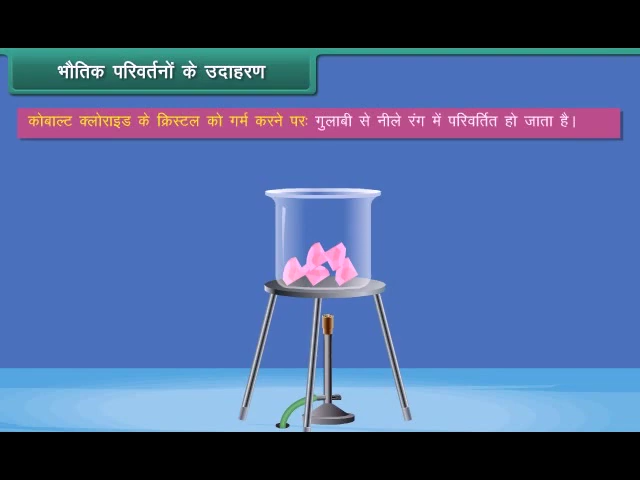 भौतिक परिवर्तनों के उदाहरण
कोबाल्ट क्लोराइड के क्रिस्टल को गर्म करने परः गुलाबी से नीले रंग में परिवर्तित हो जाता है।